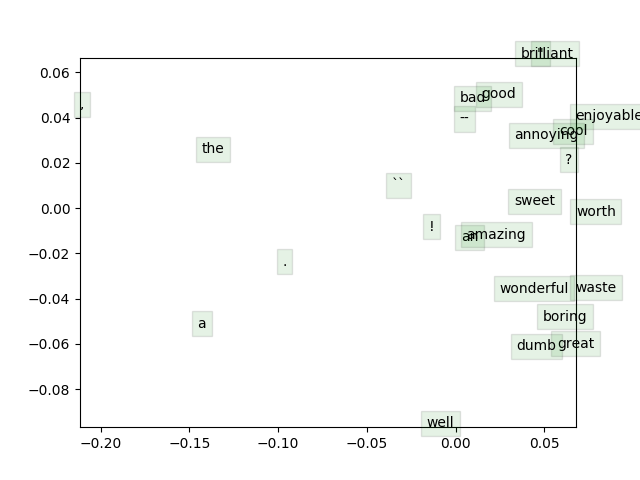 brilliant
0.06
bad
good
,
0.04
--
enjoyable
cool
annoying
the
0.02
?
``
0.00
sweet
worth
!
an
amazing
−0.02
.
−0.04
wonderful
waste
a
boring
−0.06
dumb
great
−0.08
well
−0.20
−0.15
−0.10
−0.05
0.00
0.05